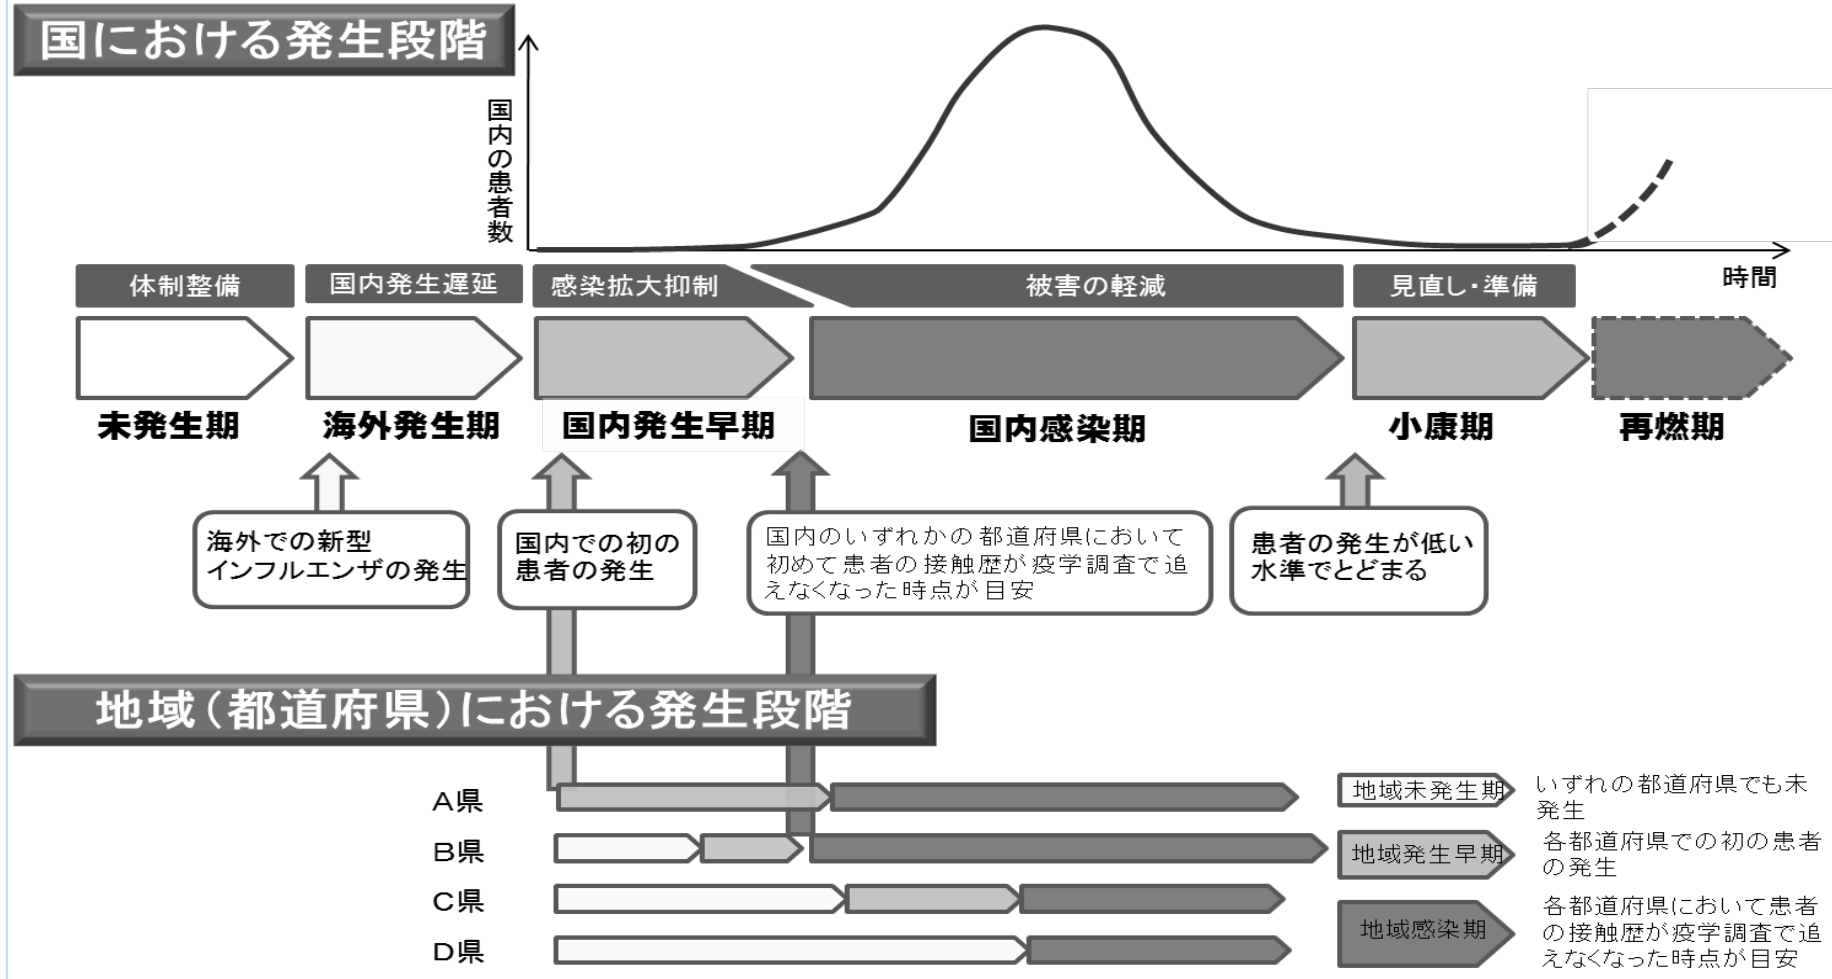 国における発生段階
国内の患者数
時間
体制整備
国内発生遅延
感染拡大抑制
被害の軽減
見直し・準備
未発生期
海外発生期
国内発生早期
国内感染期
小康期
再燃期
海外での新型
インフルエンザの発生
国内での初の
患者の発生
国内のいずれかの都道府県において
初めて患者の接触歴が疫学調査で追
えなくなった時点が目安
患者の発生が低い
水準でとどまる
地域(都道府県)における発生段階
A県
B県
C県
D県
地域未発生期
いずれの都道府県でも未
発生
地域発生早期
各都道府県での初の患者
の発生
地域感染期
各都道府県において患者
の接触歴が疫学調査で追
えなくなった時点が目安